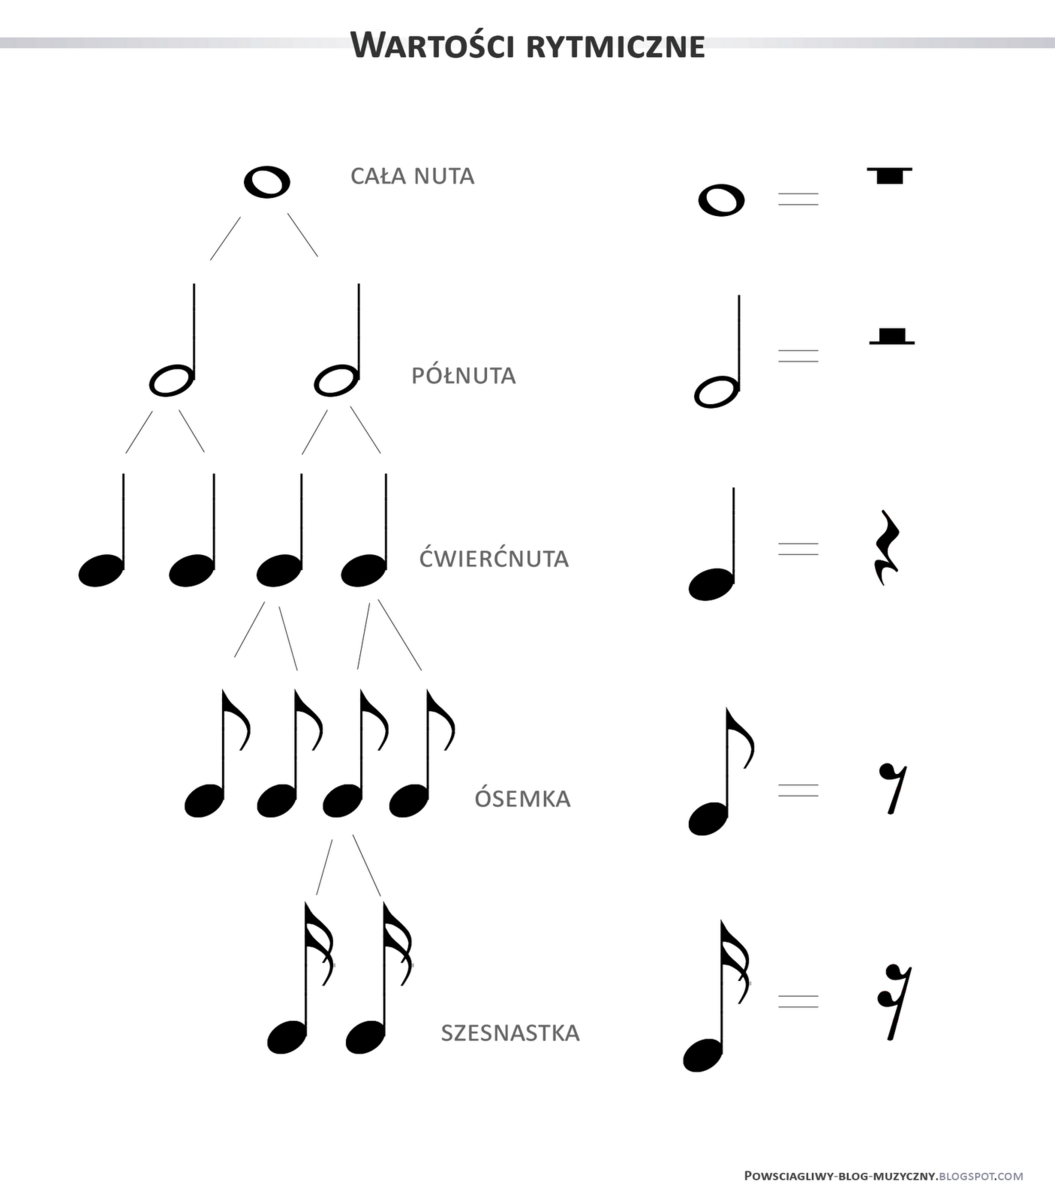 Wartości rytmiczne
CAŁA NUTA
PÓŁNUTA
ĆWIERĆNUTA
ÓSEMKA
SZESNASTKA
Powsciagliwy-blog-muzyczny.blogspot.com